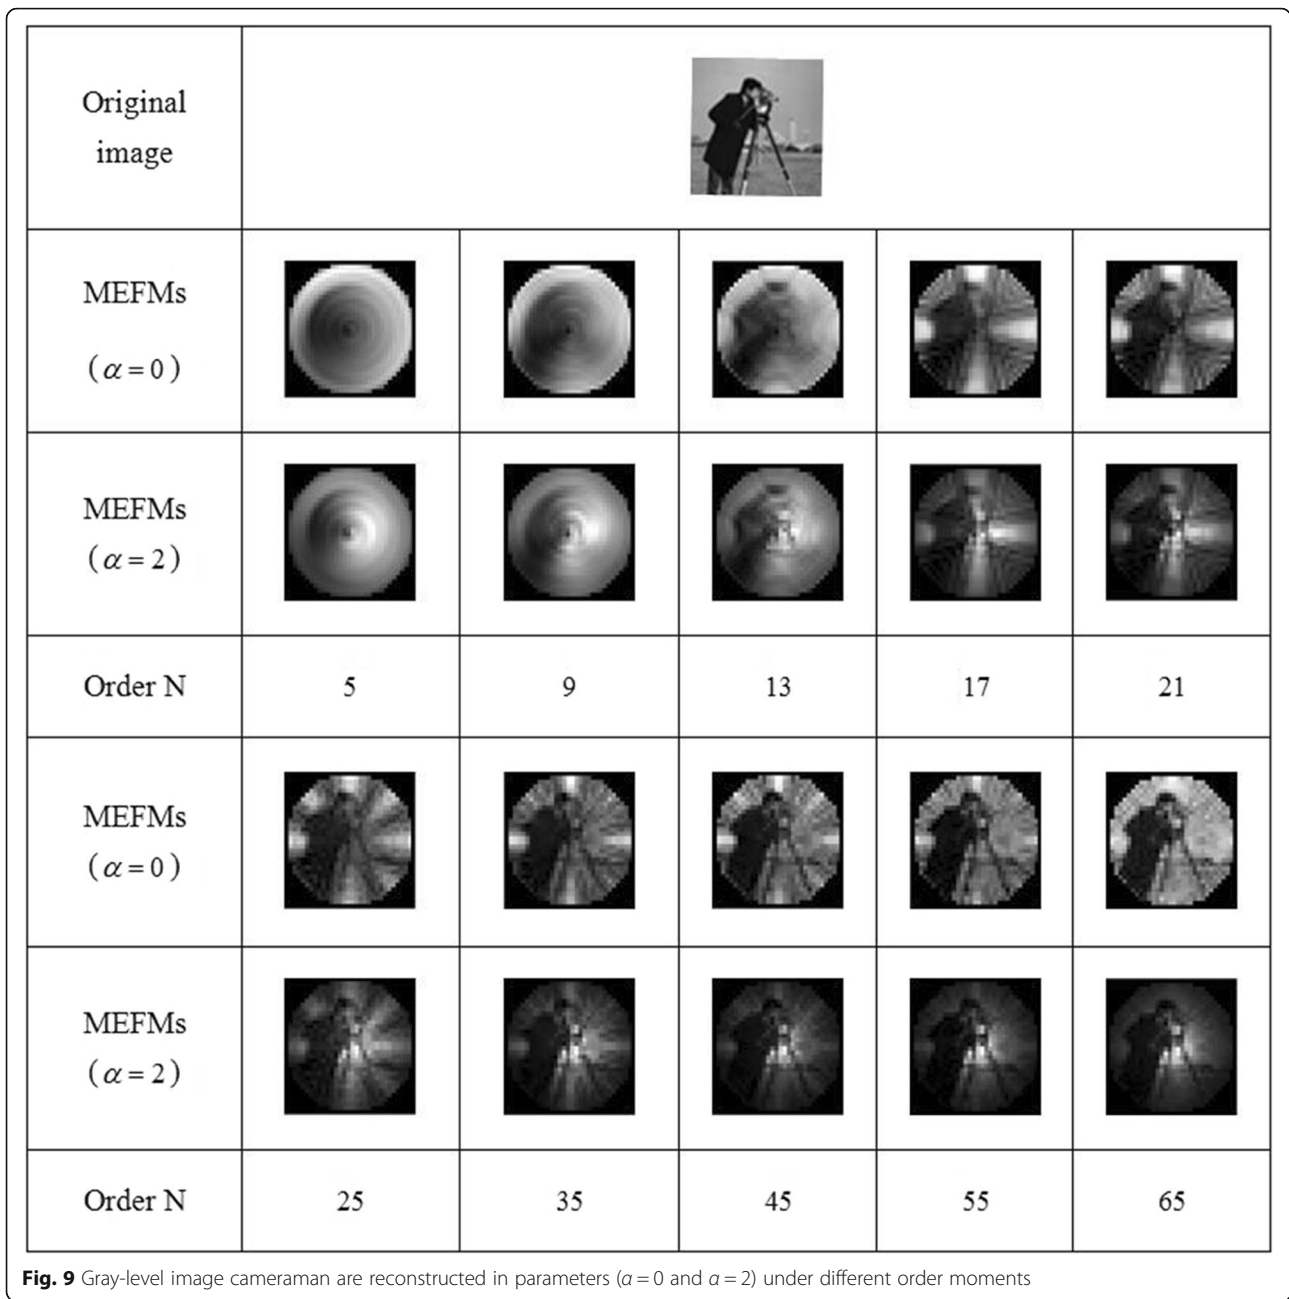 Original
image
MEFMs
(α = 0)
MEFMs
(α = 2)
Order N 5 9 13 17 21
MEFMs
(α = 0)
MEFMs
(α = 2)
Order N 25 35 45 55 65
Fig. 9 Gray-level image cameraman are reconstructed in parameters (α = 0 and α = 2) under different order moments